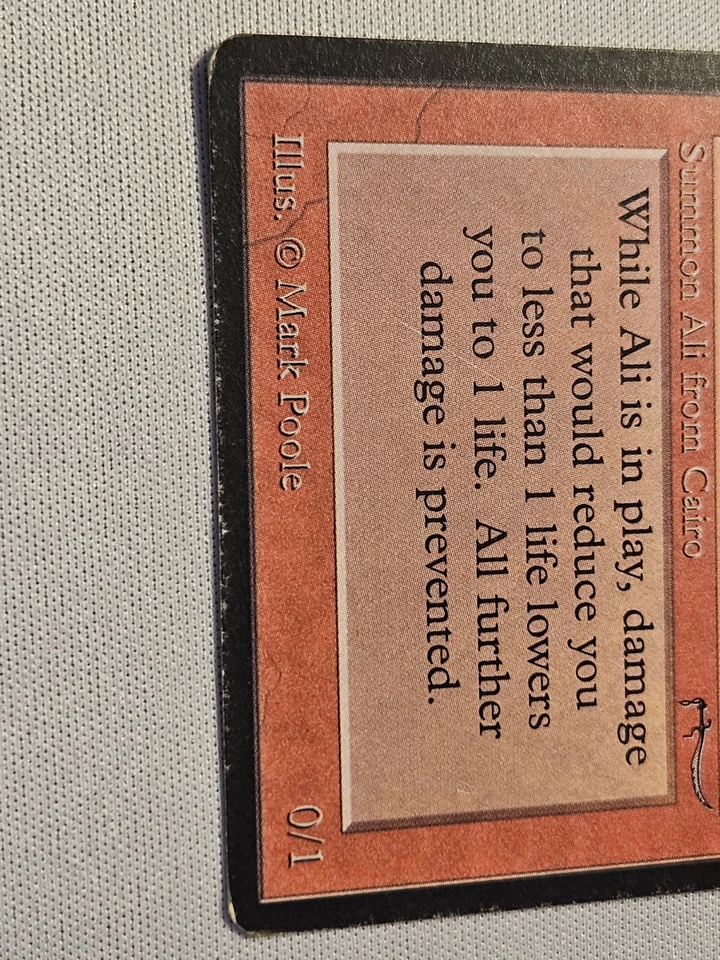 Summon Ali from Cairo
While Ali is in play, damage
that would reduce you
to less than 1 life lowers
you to 1 life. All further
damage is prevented.
0/1
Illus. © Mark Poole